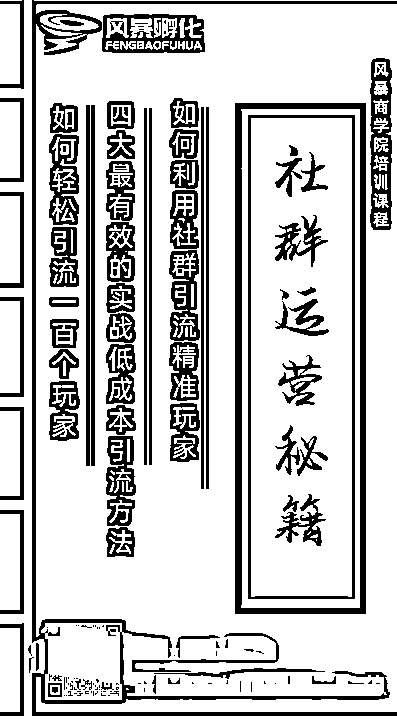 风暴孵化
FENGBAOFUHUA
风暴商学院培训课程
社群运营秘籍
如何利用社群引流精准玩家
四大最有效的实战低成本引流方法
如何轻松引流一百个玩家